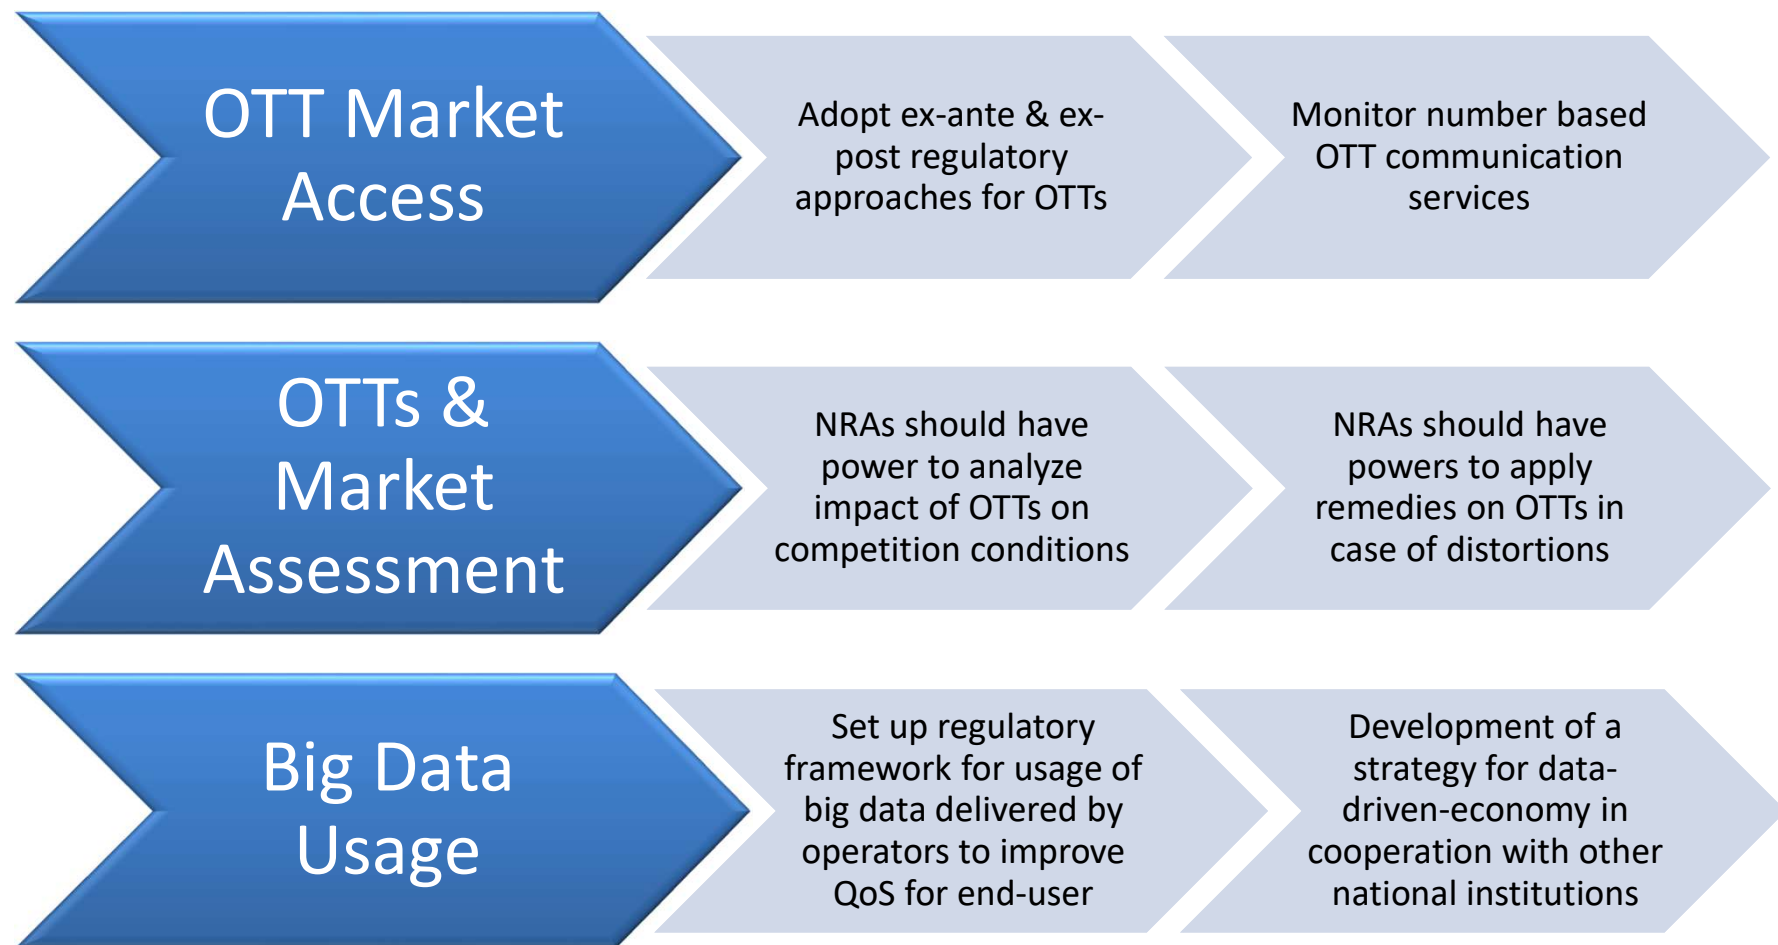 OTT Market
Access
Adopt ex-ante & ex-
post regulatory
approaches for OTTs
Monitor number based
OTT communication
services
OTTs &
Market
Assessment
NRAs should have
power to analyze
impact of OTTs on
competition conditions
NRAs should have
powers to apply
remedies on OTTs in
case of distortions
Big Data
Usage
Set up regulatory
framework for usage of
big data delivered by
operators to improve
QoS for end-user
Development of a
strategy for data-
driven-economy in
cooperation with other
national institutions